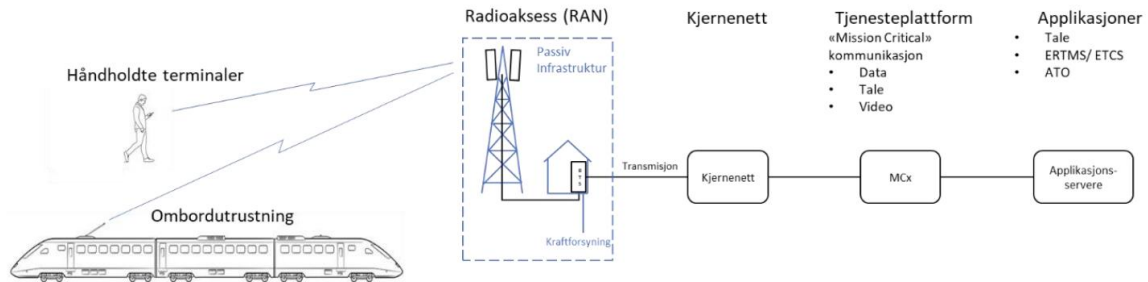 Radioaksess (RAN)
Kjernenett
Tjenesteplattform
Applikasjoner
«Mission Critical»
kommunikasjon
• Data
• Tale
• Video
• Tale
• ERTMS/ ETCS
• ATO
Passiv
Infrastruktur
Håndholdte terminaler
Transmisjon
BTS
Kjernenett
MCx
Applikasjons-
servere
Ombordutrustning
Kraftforsyning